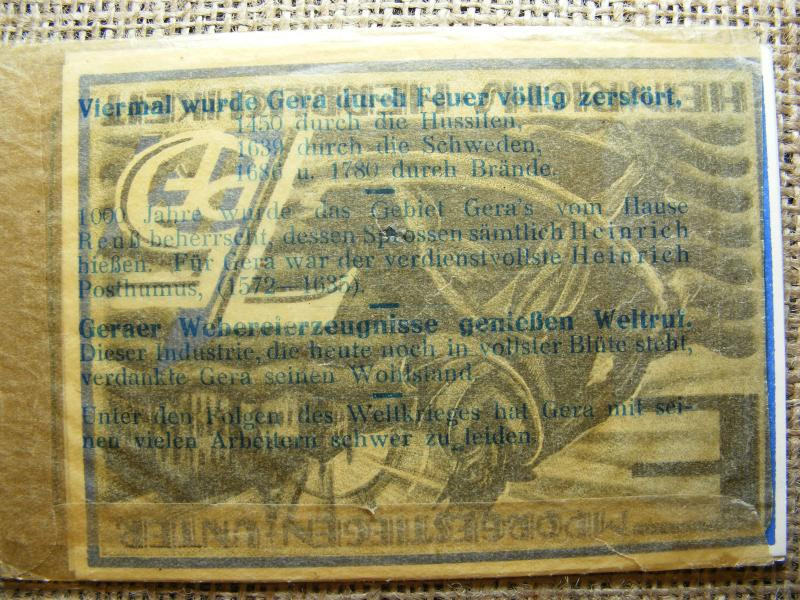 Viermal wurde Gera durch Feuer völlig zerstört,
1450 durch die Hussiten,
1639 durch die Schweden,
1686 u. 1780 durch Brände.
1000 Jahre wurde das Gebiet Gera's vom Hause
Reuß beherrscht, dessen Sprossen sämtlich Heinrich
hießen. Für Gera war der verdienstvollste Heinrich
Posthumus, (1572—1635).
Geraer Webereierzeugnisse genießen Weltruf.
Dieser Industrie, die heute noch in vollster Blüte steht,
verdankte Gera seinen Wohlstand.
Unter den Folgen des Weltkrieges hat Gera mit sei-
nen vielen Arbeitern schwer zu leiden.